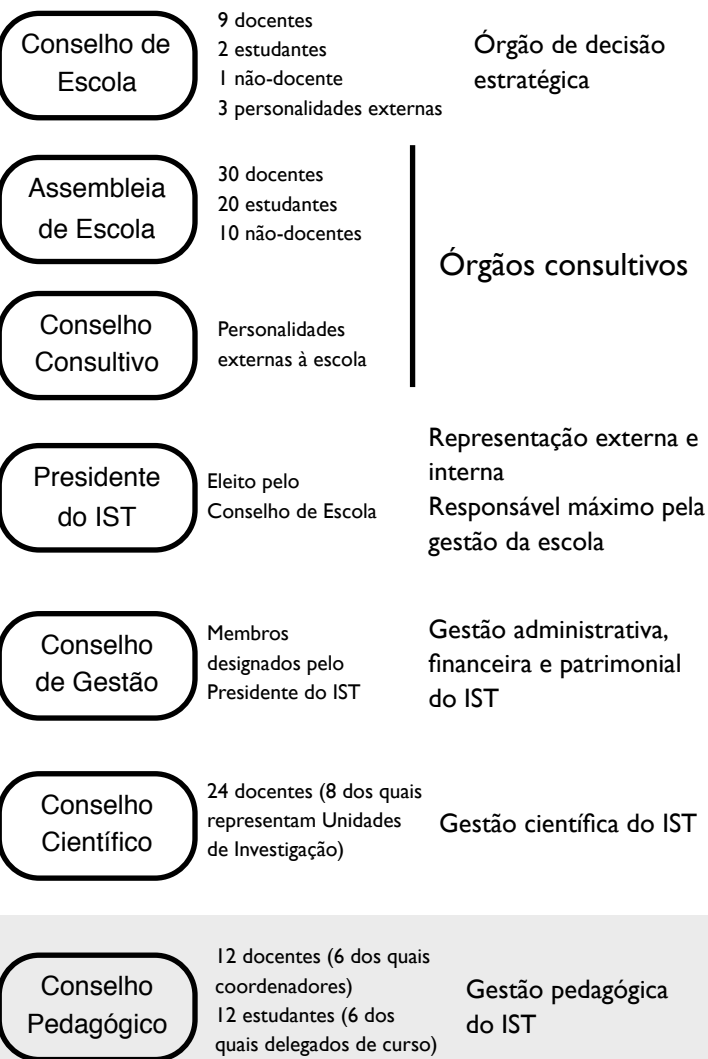 Conselho de
Escola
9 docentes
2 estudantes
1 não-docente
3 personalidades externas
Órgão de decisão
estratégica
Assembleia
de Escola
30 docentes
20 estudantes
10 não-docentes
Órgãos consultivos
Conselho
Consultivo
Personalidades
externas à escola
Presidente
do IST
Eleito pelo
Conselho de Escola
Representação externa e
interna
Responsável máximo pela
gestão da escola
Conselho
de Gestão
Membros
designados pelo
Presidente do IST
Gestão administrativa,
financeira e patrimonial
do IST
Conselho
Científico
24 docentes (8 dos quais
representam Unidades
de Investigação)
Gestão científica do IST
Conselho
Pedagógico
12 docentes (6 dos quais
coordenadores)
12 estudantes (6 dos
quais delegados de curso)
Gestão pedagógica
do IST